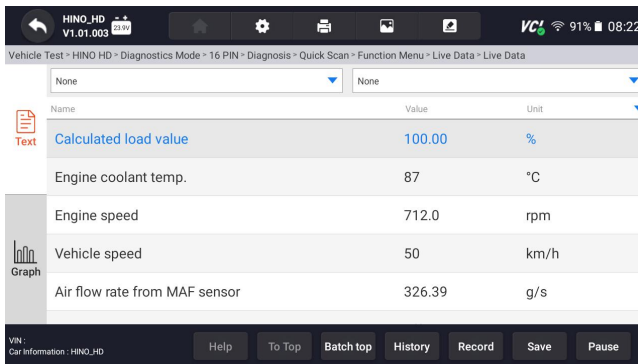 HINO_HD
V1.01.003
23.9V
VCI
91%
08:22
Vehicle Test > HINO HD > Diagnostics Mode > 16 PIN > Diagnosis > Quick Scan > Function Menu > Live Data > Live Data
None None
Name Value Unit
Text
Calculated load value 100.00 %
Engine coolant temp. 87 °C
Engine speed 712.0 rpm
Vehicle speed 50 km/h
Graph
Air flow rate from MAF sensor 326.39 g/s
VIN :
Car Information : HINO_HD
Help To Top Batch top History Record Save Pause